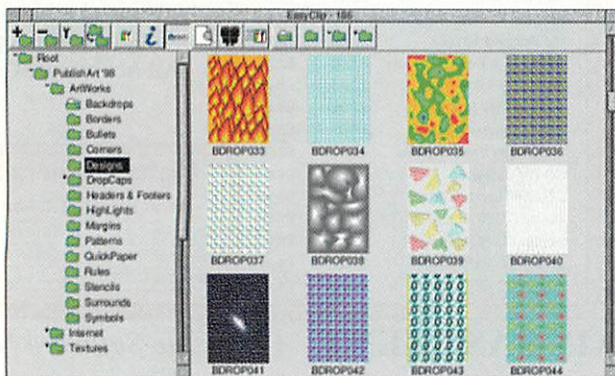 EasyClip - 186
Root
PublishArt '98
ArtWorks
Backdrops
Borders
Bullets
Corners
Designs
DropCaps
Headers & Footers
HighLights
Margins
Patterns
QuickPaper
Rules
Stencils
Surrounds
Symbols
Internet
Textures
BDROP033 BDROP034 BDROP035 BDROP036
BDROP037 BDROP038 BDROP039 BDROP040
BDROP041 BDROP042 BDROP043 BDROP044